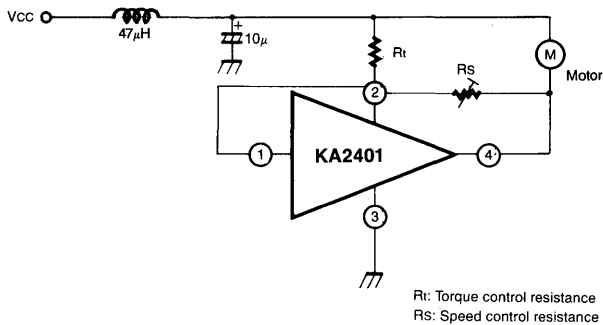 Vcc
47μH
+
10μ
Rt
Rs
M
Motor
2
1
KA2401
4
3
Rt: Torque control resistance
Rs: Speed control resistance